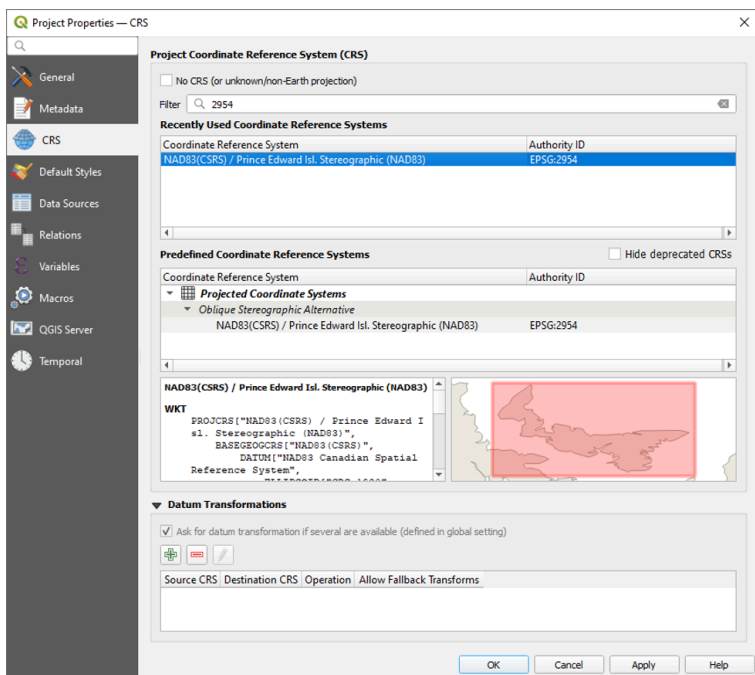 Project Properties — CRS
General
Metadata
CRS
Default Styles
Data Sources
Relations
Variables
Macros
QGIS Server
Temporal
Project Coordinate Reference System (CRS)
No CRS (or unknown/non-Earth projection)
Filter 2954
Recently Used Coordinate Reference Systems
Coordinate Reference System Authority ID
NAD83(CSRS) / Prince Edward Isl. Stereographic (NAD83) EPSG:2954
Predefined Coordinate Reference Systems Hide deprecated CRSs
Coordinate Reference System Authority ID
Projected Coordinate Systems
Oblique Stereographic Alternative
NAD83(CSRS) / Prince Edward Isl. Stereographic (NAD83) EPSG:2954
NAD83(CSRS) / Prince Edward Isl. Stereographic (NAD83)
WKT
PROJCRS["NAD83(CSRS) / Prince Edward I
sl. Stereographic (NAD83)",
BASEGEOGCRS["NAD83(CSRS)",
DATUM["NAD83 Canadian Spatial
Reference System",
Datum Transformations
Ask for datum transformation if several are available (defined in global setting)
Source CRS Destination CRS Operation Allow Fallback Transforms
OK Cancel Apply Help